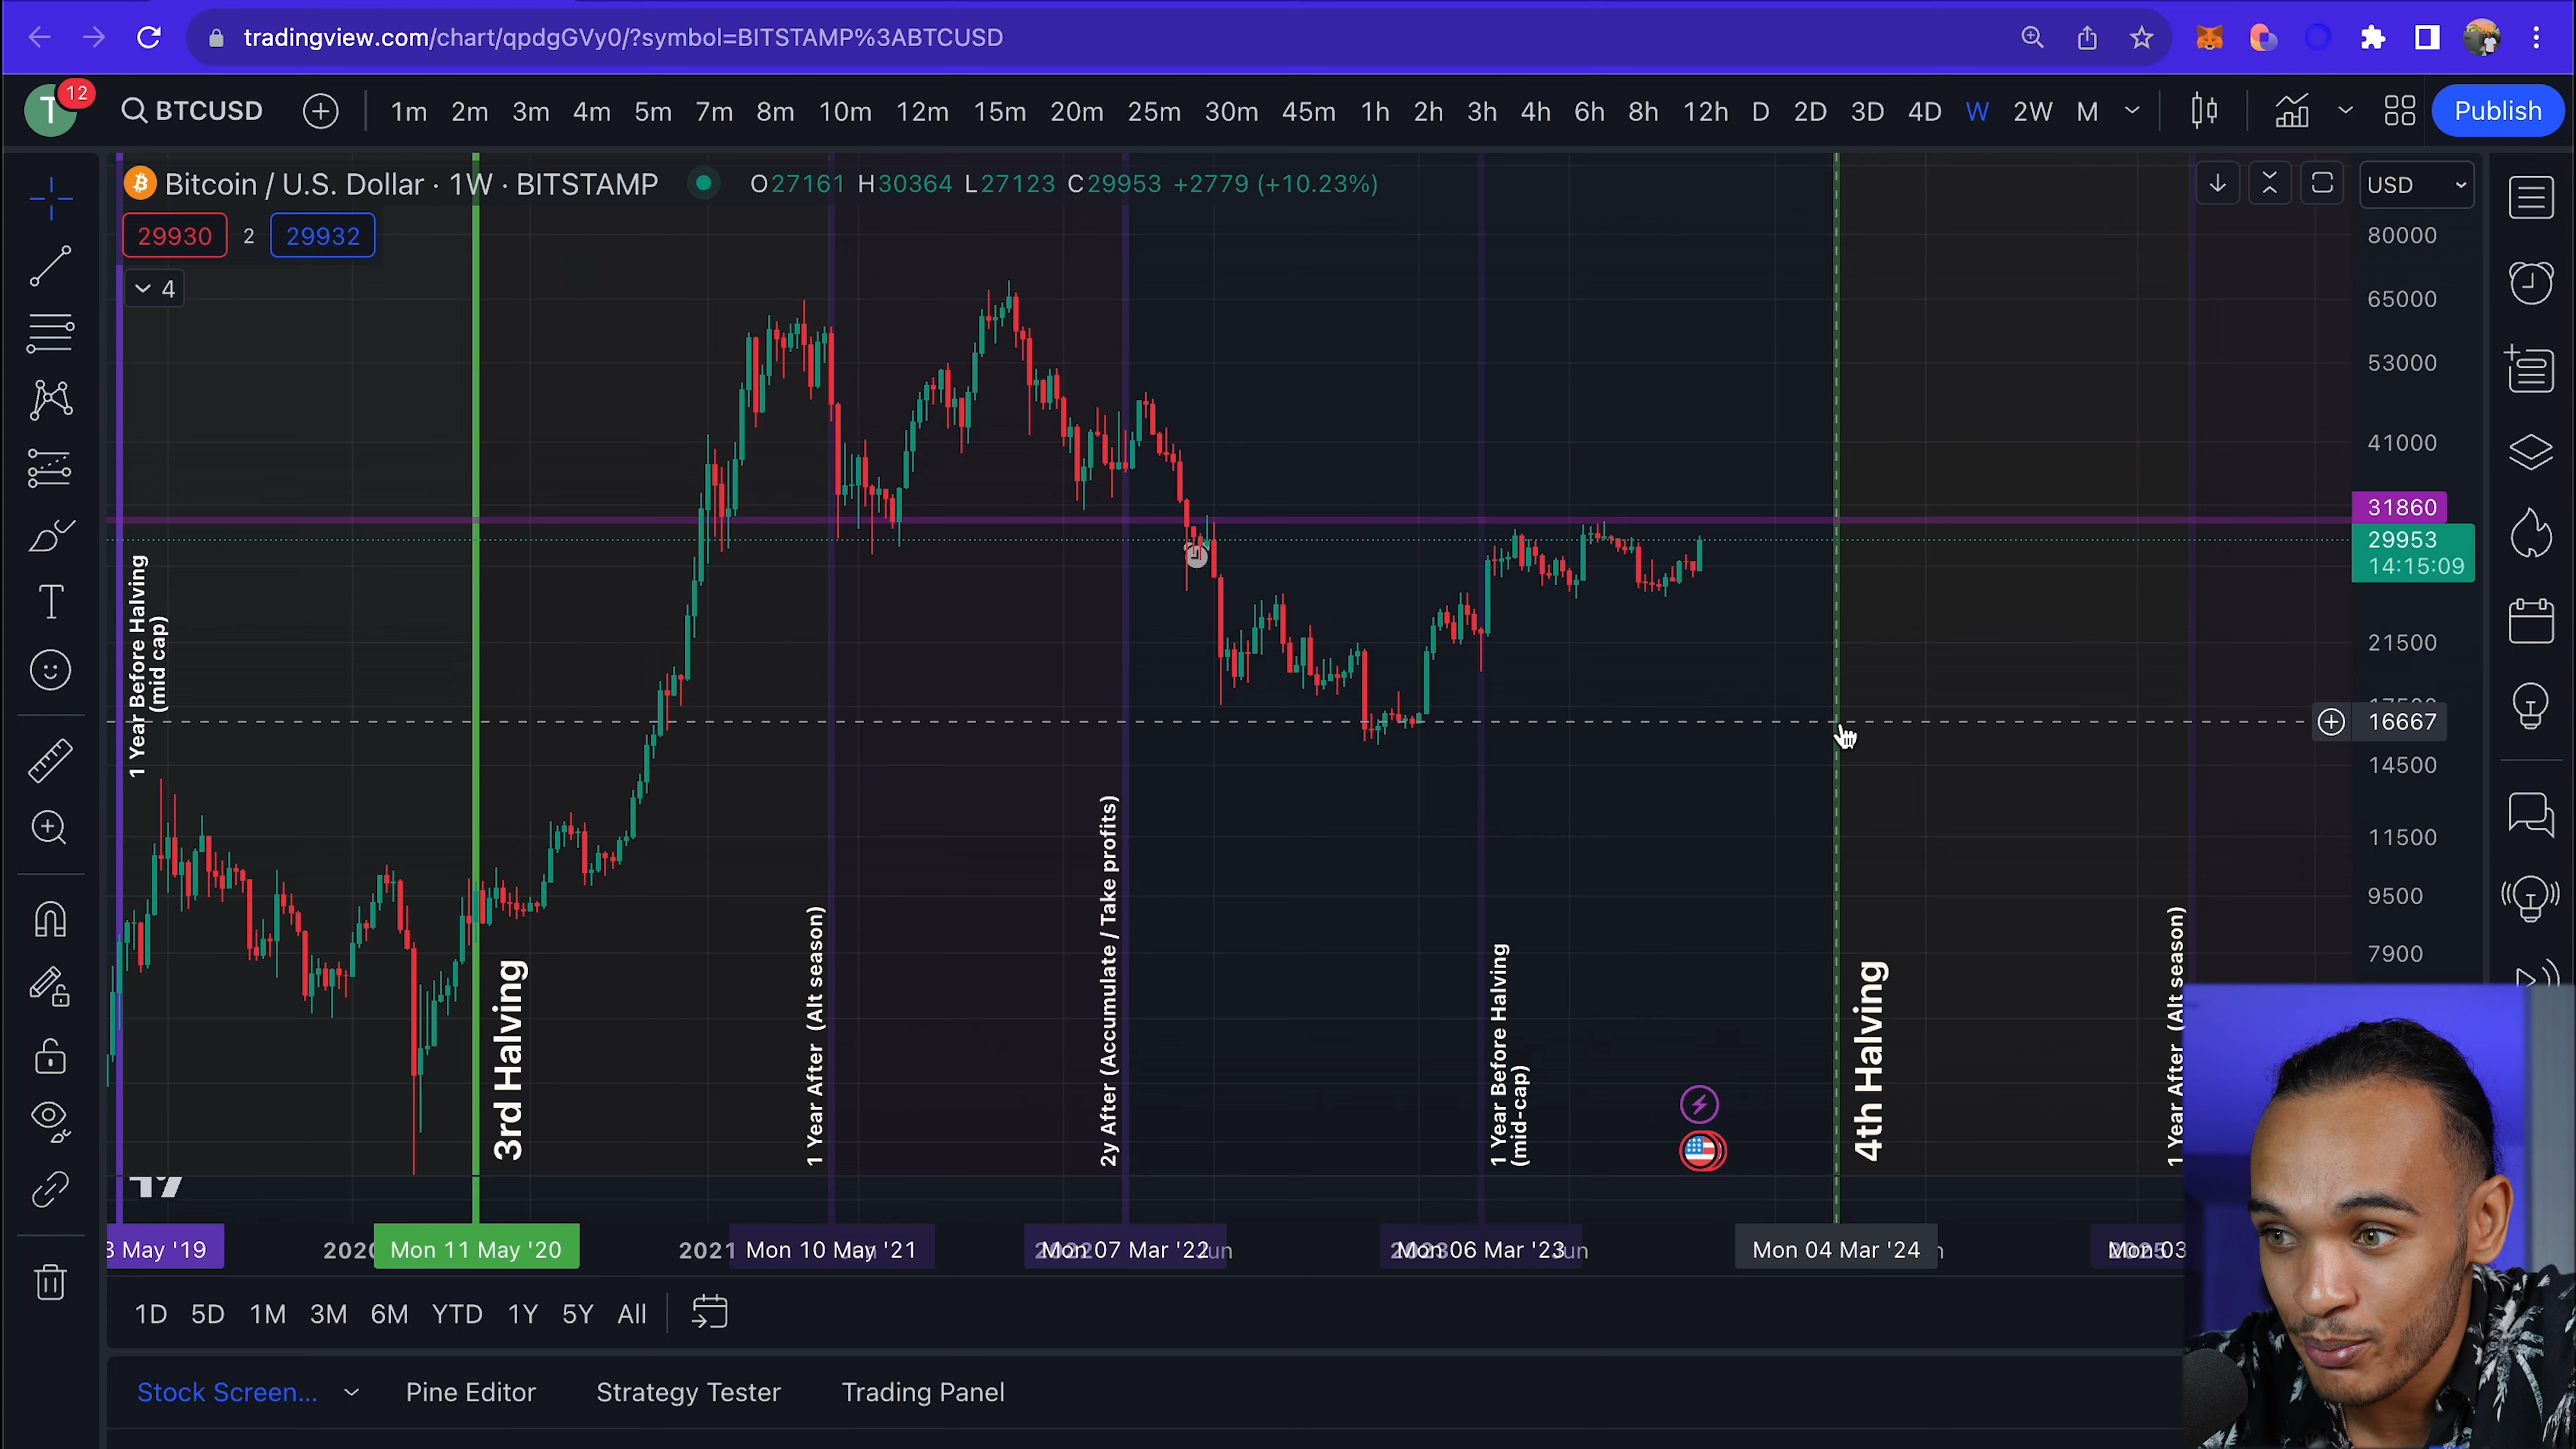 tradingview.com/chart/qpdgGVy0/?symbol=BITSTAMP%3ABTCUSD
T 12 BTCUSD 1m 2m 3m 4m 5m 7m 8m 10m 12m 15m 20m 25m 30m 45m 1h 2h 3h 4h 6h 8h 12h D 2D 3D 4D W 2W M Publish
Bitcoin / U.S. Dollar · 1W · BITSTAMP O27161 H30364 L27123 C29953 +2779 (+10.23%) USD
29930 2 29932
4
80000
65000
53000
41000
31860
29953
14:15:09
21500
16667
14500
11500
9500
7900
1 Year Before Halving
(mid cap)
3rd Halving
1 Year After (Alt season)
2y After (Accumulate / Take profits)
1 Year Before Halving
(mid-cap)
4th Halving
1 Year After (Alt season)
3 May '19 2020 Mon 11 May '20 2021 Mon 10 May '21 Mon 07 Mar '22 Mon 06 Mar '23 Mon 04 Mar '24 Mon 03
1D 5D 1M 3M 6M YTD 1Y 5Y All
Stock Screen... Pine Editor Strategy Tester Trading Panel